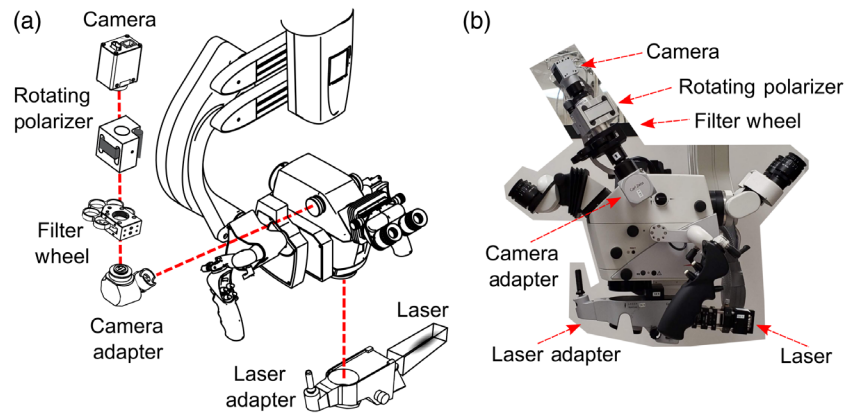 (a)
Camera
Rotating
polarizer
Filter
wheel
Camera
adapter
Laser
Laser
adapter
(b)
Camera
Rotating polarizer
Filter wheel
Camera
adapter
Laser adapter
Laser